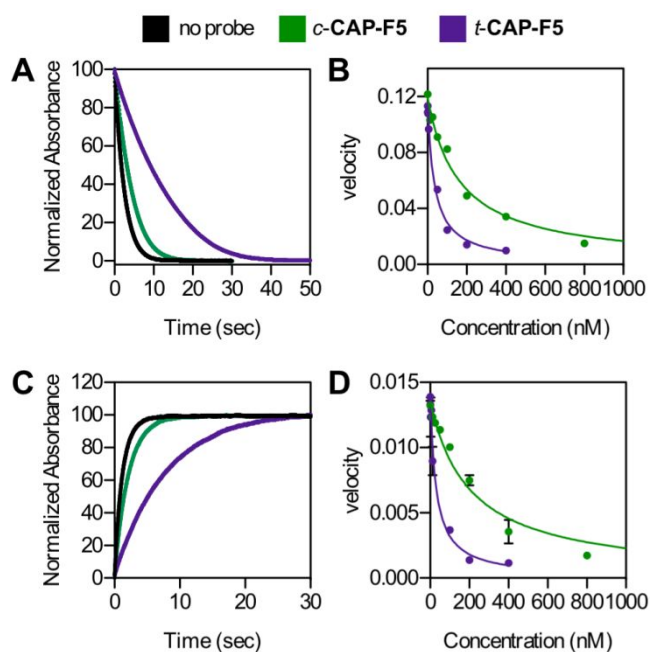 no probe c-CAP-F5 t-CAP-F5
A
Normalized Absorbance
100
80
60
40
20
0
0 10 20 30 40 50
Time (sec)
B
velocity
0.12
0.08
0.04
0.00
0 200 400 600 800 1000
Concentration (nM)
C
Normalized Absorbance
120
100
80
60
40
20
0
0 10 20 30
Time (sec)
D
velocity
0.015
0.010
0.005
0.000
0 200 400 600 800 1000
Concentration (nM)